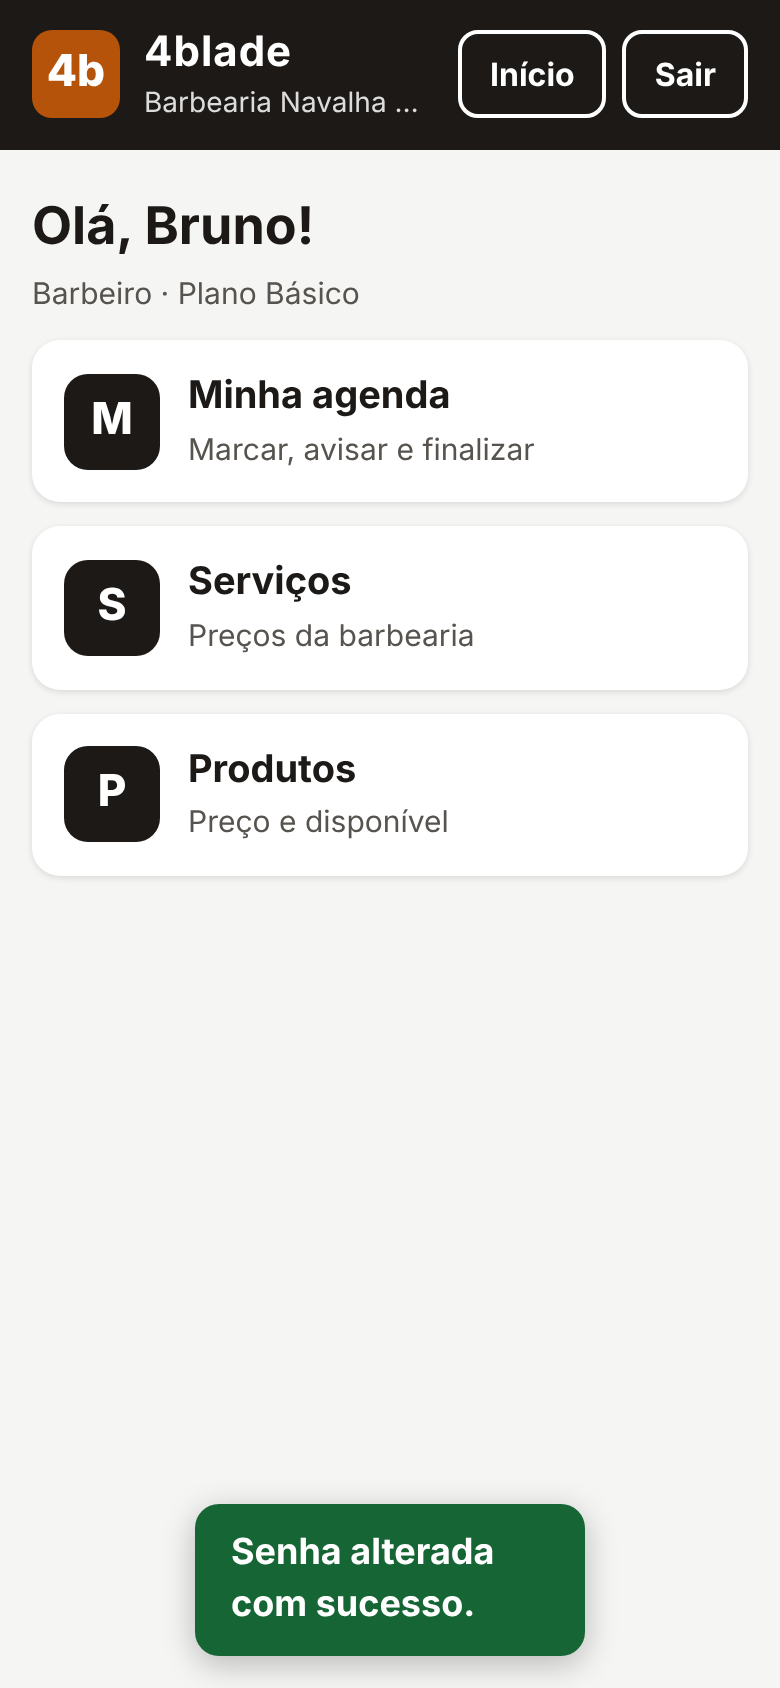 4b
4blade
Barbearia Navalha ...
Início
Sair
Olá, Bruno!
Barbeiro · Plano Básico
M
Minha agenda
Marcar, avisar e finalizar
S
Serviços
Preços da barbearia
P
Produtos
Preço e disponível
Senha alterada
com sucesso.